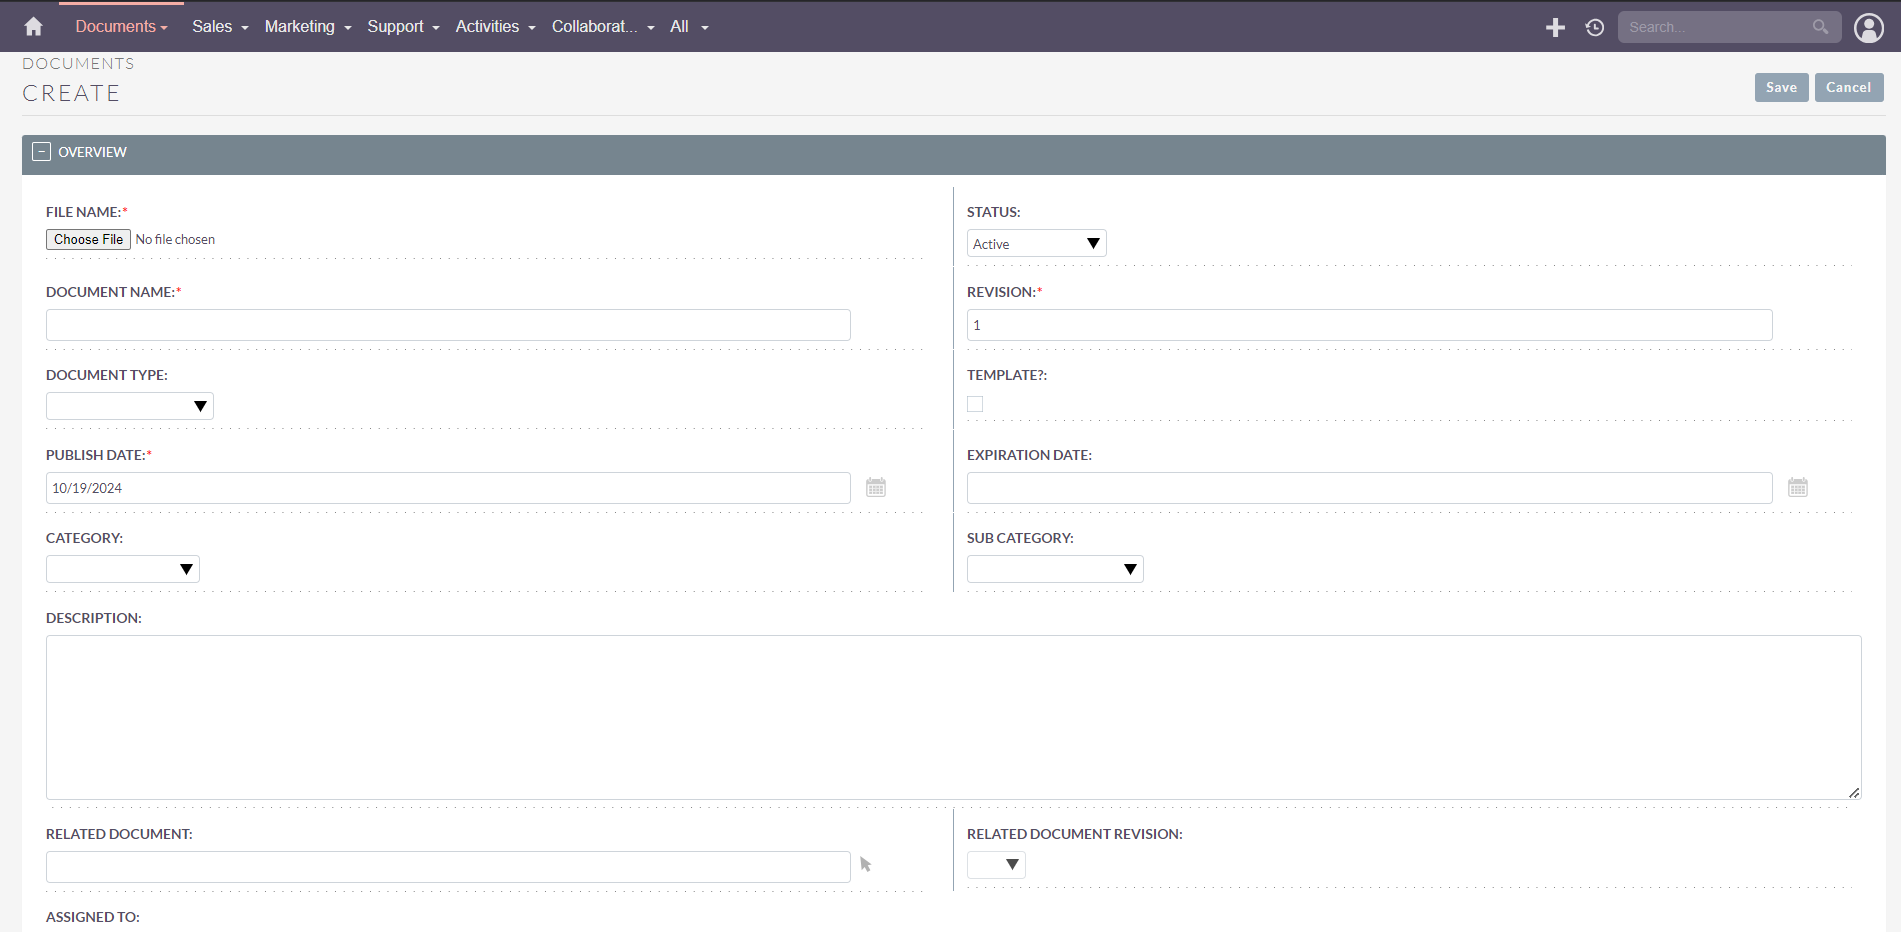 Documents Sales Marketing Support Activities Collaborat... All Search...
DOCUMENTS
CREATE
Save Cancel
OVERVIEW
FILE NAME:* STATUS:
Choose File No file chosen Active
DOCUMENT NAME:* REVISION:*
1
DOCUMENT TYPE: TEMPLATE?:
PUBLISH DATE:* EXPIRATION DATE:
10/19/2024
CATEGORY: SUB CATEGORY:
DESCRIPTION:
RELATED DOCUMENT: RELATED DOCUMENT REVISION:
ASSIGNED TO: